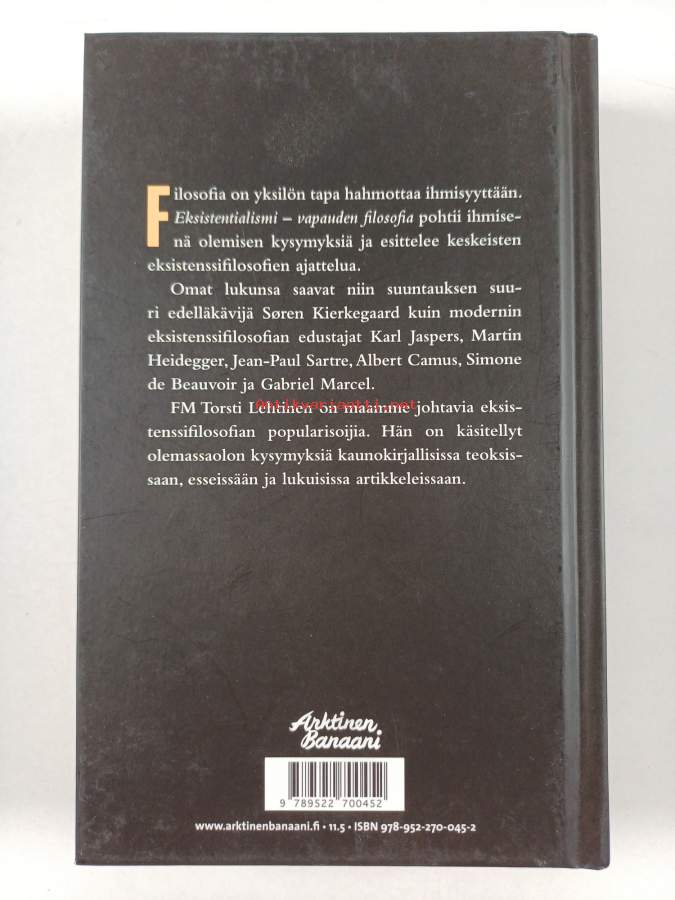 Filosofia on yksilön tapa hahmottaa ihmisyyttään.
Eksistentialismi – vapauden filosofia pohtii ihmise-
nä olemisen kysymyksiä ja esittelee keskeisten
eksistenssifilosofien ajattelua.
Omat lukunsa saavat niin suuntauksen suu-
ri edelläkävijä Søren Kierkegaard kuin modernin
eksistenssifilosofian edustajat Karl Jaspers, Martin
Heidegger, Jean-Paul Sartre, Albert Camus, Simone
de Beauvoir ja Gabriel Marcel.
Antikvariaatti.net
FM Torsti Lehtinen on maamme johtavia eksis-
tenssifilosofian popularisoijia. Hän on käsitellyt
olemassaolon kysymyksiä kaunokirjallisissa teoksis-
saan, esseissään ja lukuisissa artikkeleissaan.
Arktinen
Banaani
9 789522 700452
www.arktinenbanaani.fi • 11.5 • ISBN 978-952-270-045-2